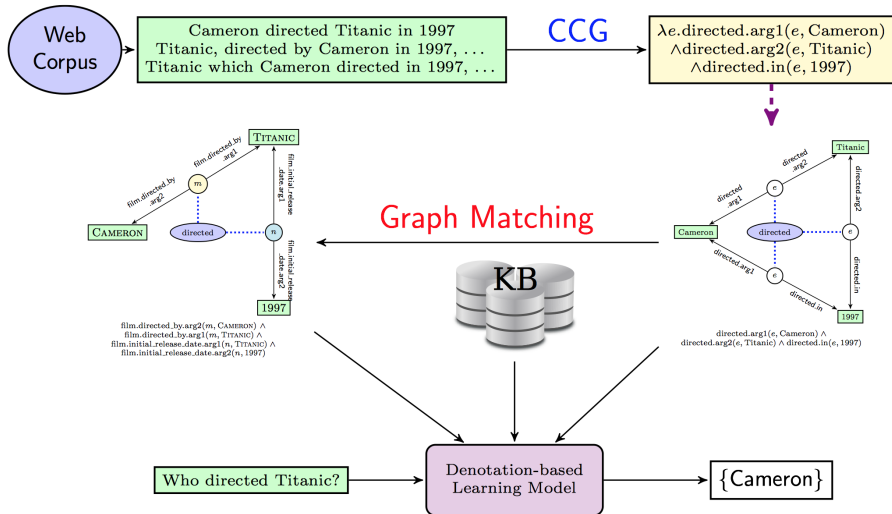 Web
Corpus
Cameron directed Titanic in 1997
Titanic, directed by Cameron in 1997, …
Titanic which Cameron directed in 1997, …
CCG
λe.directed.arg1(e, Cameron)
∧directed.arg2(e, Titanic)
∧directed.in(e, 1997)
TITANIC
film.directed_by
.arg1
film.directed_by
.arg2
m
film.initial_release
.date.arg1
CAMERON
directed
n
film.initial_release
.date.arg2
1997
film.directed_by.arg2(m, CAMERON) ∧
film.directed_by.arg1(m, TITANIC) ∧
film.initial_release_date.arg1(n, TITANIC) ∧
film.initial_release_date.arg2(n, 1997)
Graph Matching
KB
Titanic
directed
.arg2
directed
.arg1
e
directed.arg2
Cameron
directed
e
directed.arg1
e
directed.in
directed.in
1997
directed.arg1(e, Cameron) ∧
directed.arg2(e, Titanic) ∧ directed.in(e, 1997)
Who directed Titanic?
Denotation-based
Learning Model
{Cameron}